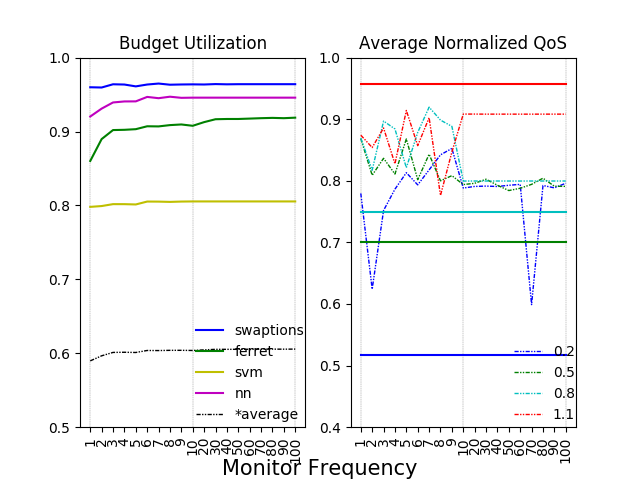 Budget Utilization
1.0
0.9
0.8
0.7
0.6
0.5
swaptions
ferret
svm
nn
*average
1 2 3 4 5 6 7 8 9 10 20 30 40 50 60 70 80 90 100
Average Normalized QoS
1.0
0.9
0.8
0.7
0.6
0.5
0.4
0.2
0.5
0.8
1.1
1 2 3 4 5 6 7 8 9 10 20 30 40 50 60 70 80 90 100
Monitor Frequency